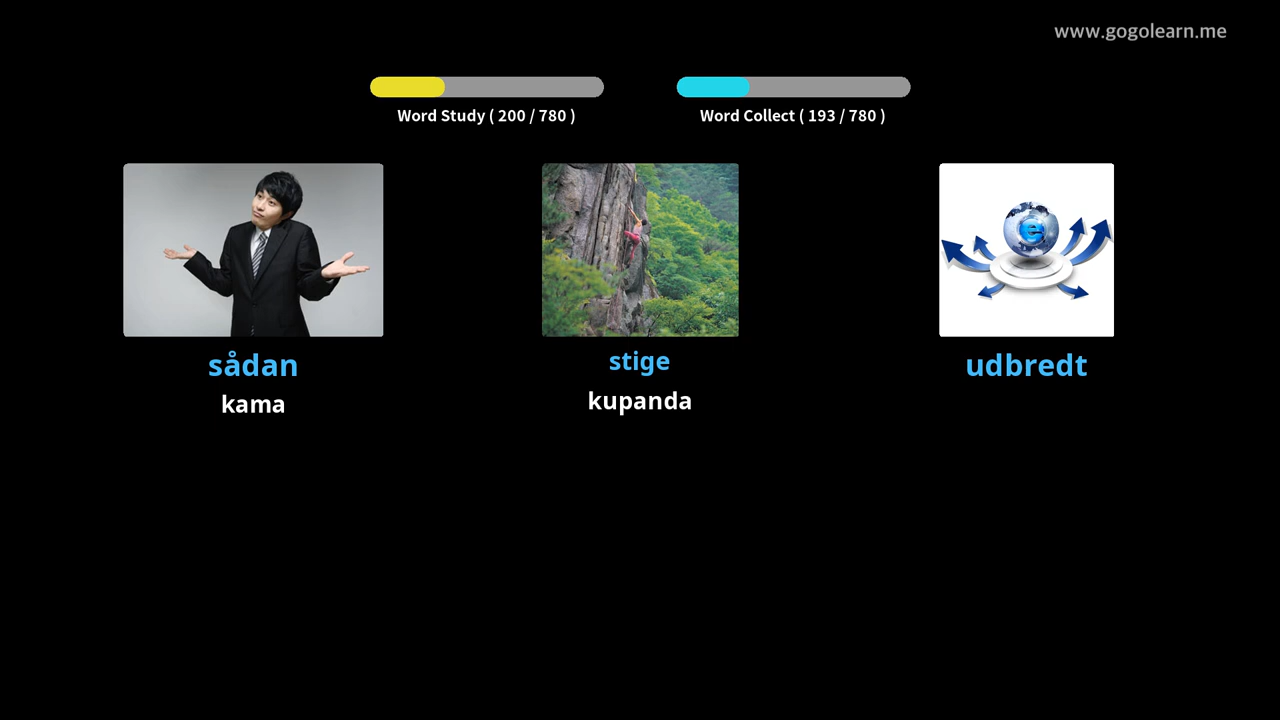 www.gogolearn.me
Word Study ( 200 / 780 )
Word Collect ( 193 / 780 )
sådan
kama
stige
kupanda
e
udbredt